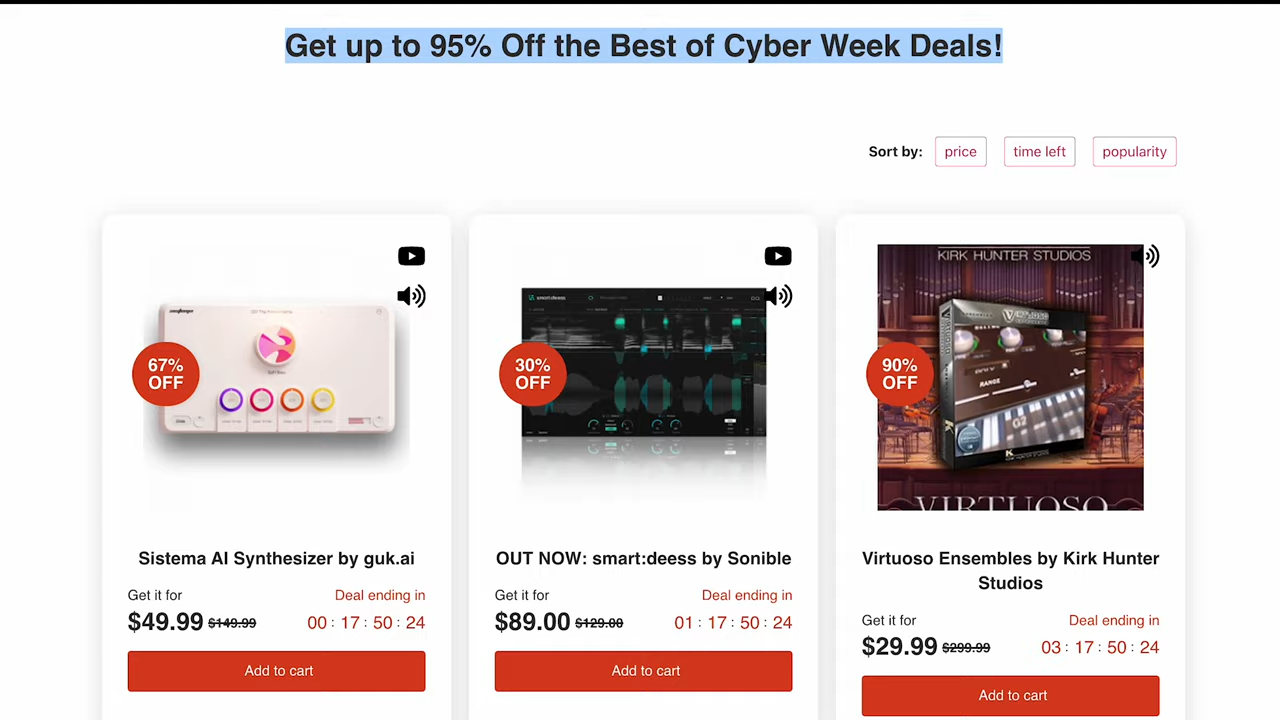 Get up to 95% Off the Best of Cyber Week Deals!
Sort by: price time left popularity
67%
OFF
Sistema AI Synthesizer by guk.ai
Get it for Deal ending in
$49.99 $149.99 00 : 17 : 50 : 24
Add to cart
smart:deess
30%
OFF
OUT NOW: smart:deess by Sonible
Get it for Deal ending in
$89.00 $129.00 01 : 17 : 50 : 24
Add to cart
KIRK HUNTER STUDIOS
VIRTUOSO
RANGE
G2
90%
OFF
VIRTUOSO
Virtuoso Ensembles by Kirk Hunter
Studios
Get it for Deal ending in
$29.99 $299.99 03 : 17 : 50 : 24
Add to cart